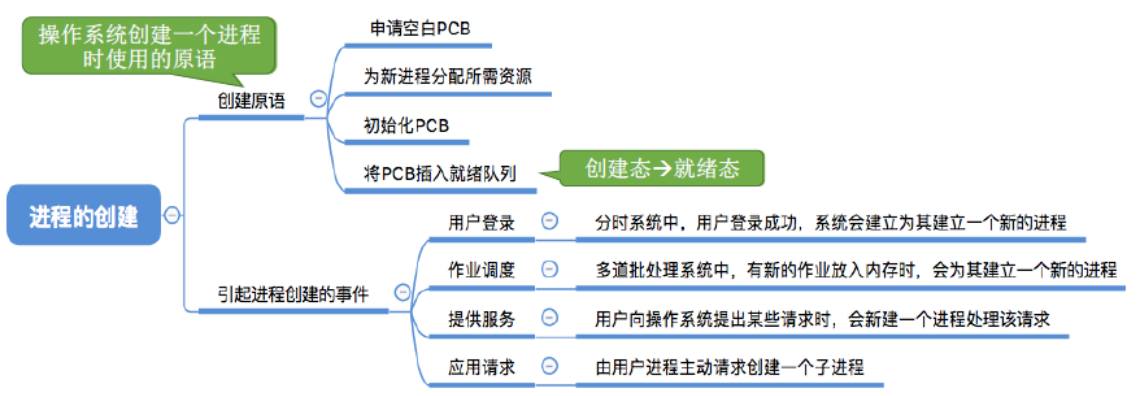 操作系统创建一个进程
时使用的原语
申请空白PCB
为新进程分配所需资源
创建原语
初始化PCB
将PCB插入就绪队列
创建态→就绪态
进程的创建
用户登录
分时系统中，用户登录成功，系统会建立为其建立一个新的进程
作业调度
多道批处理系统中，有新的作业放入内存时，会为其建立一个新的进程
引起进程创建的事件
提供服务
用户向操作系统提出某些请求时，会新建一个进程处理该请求
应用请求
由用户进程主动请求创建一个子进程